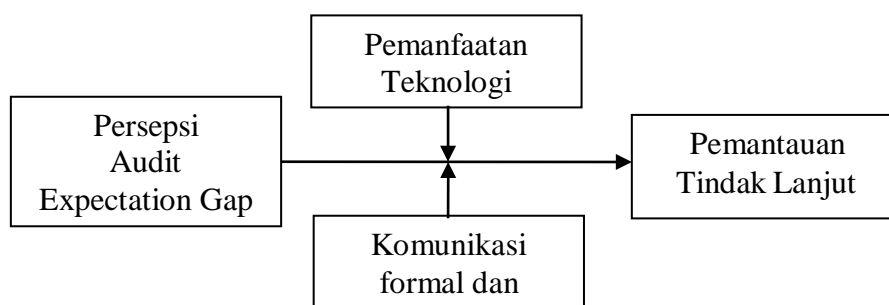 Pemanfaatan
Teknologi
Persepsi
Audit
Expectation Gap
Pemantauan
Tindak Lanjut
Komunikasi
formal dan